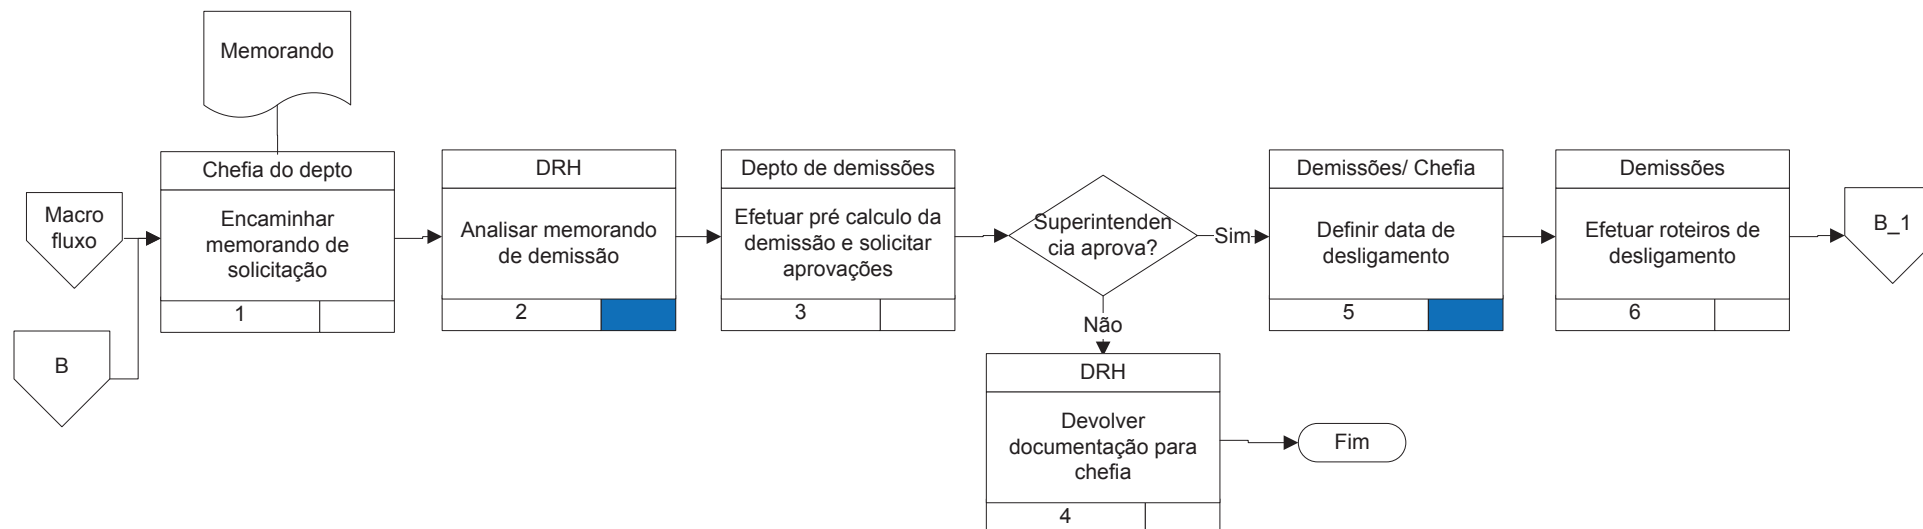 Memorando
Macro
fluxo
B
Chefia do depto
Encaminhar
memorando de
solicitação
1
DRH
Analisar memorando
de demissão
2
Depto de demissões
Efetuar pré calculo da
demissão e solicitar
aprovações
3
Superintenden
cia aprova?
Sim
Não
DRH
Devolver
documentação para
chefia
4
Fim
Demissões/ Chefia
Definir data de
desligamento
5
Demissões
Efetuar roteiros de
desligamento
6
B_1